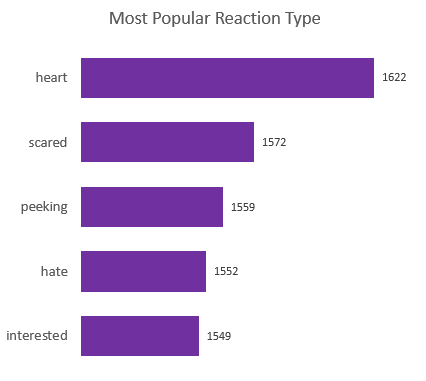 Most Popular Reaction Type
heart 1622
scared 1572
peeking 1559
hate 1552
interested 1549